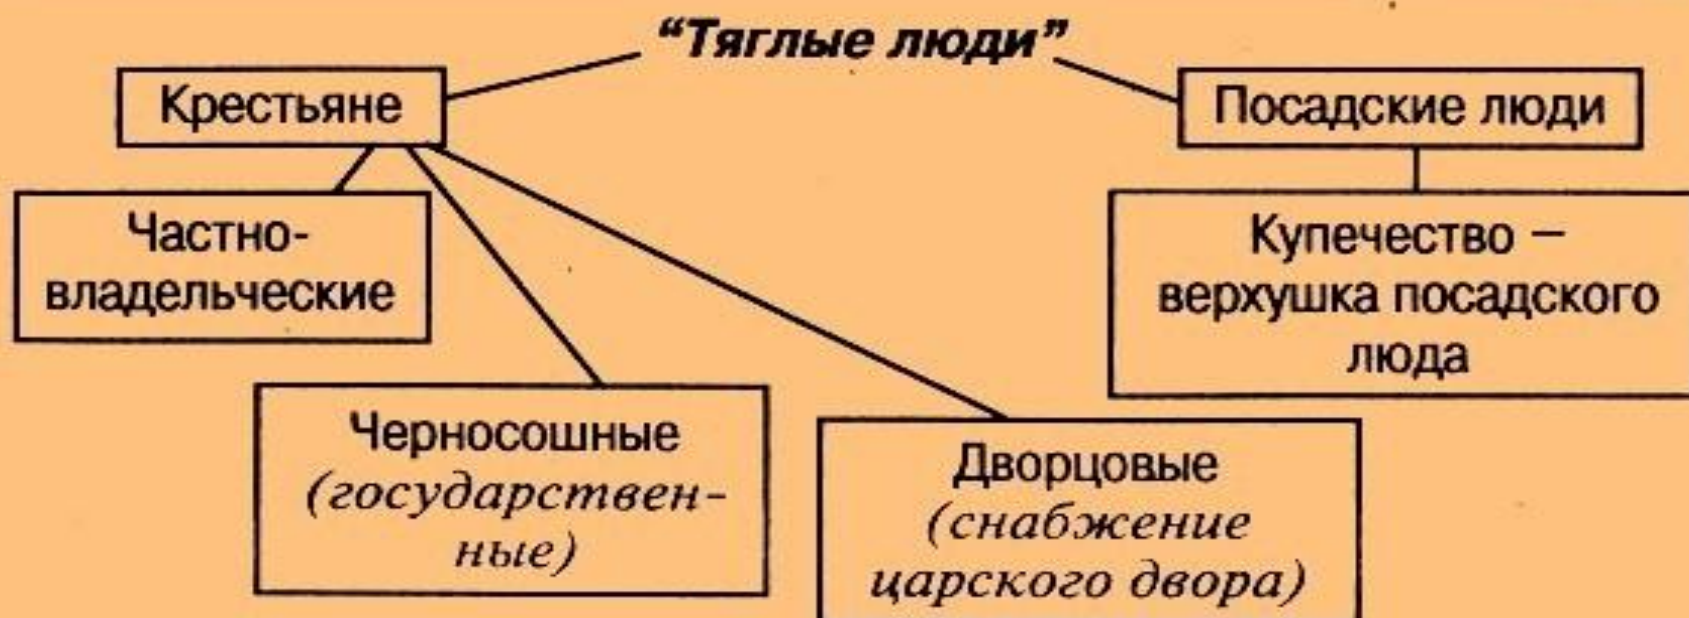 “Тяглые люди”
Крестьяне
Посадские люди
Частно-
владельческие
Купечество –
верхушка посадского
люда
Черносошные
(государствен-
ные)
Дворцовые
(снабжение
царского двора)